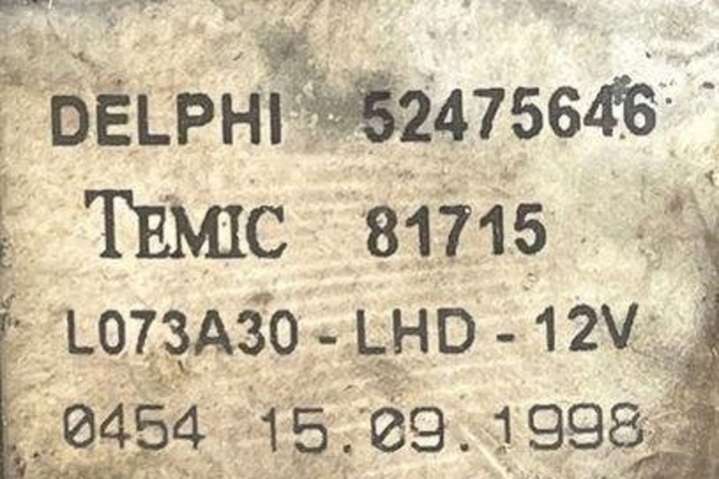 DELPHI 52475646
TEMIC 81715
L073A30 - LHD - 12V
0454 15.09.1998